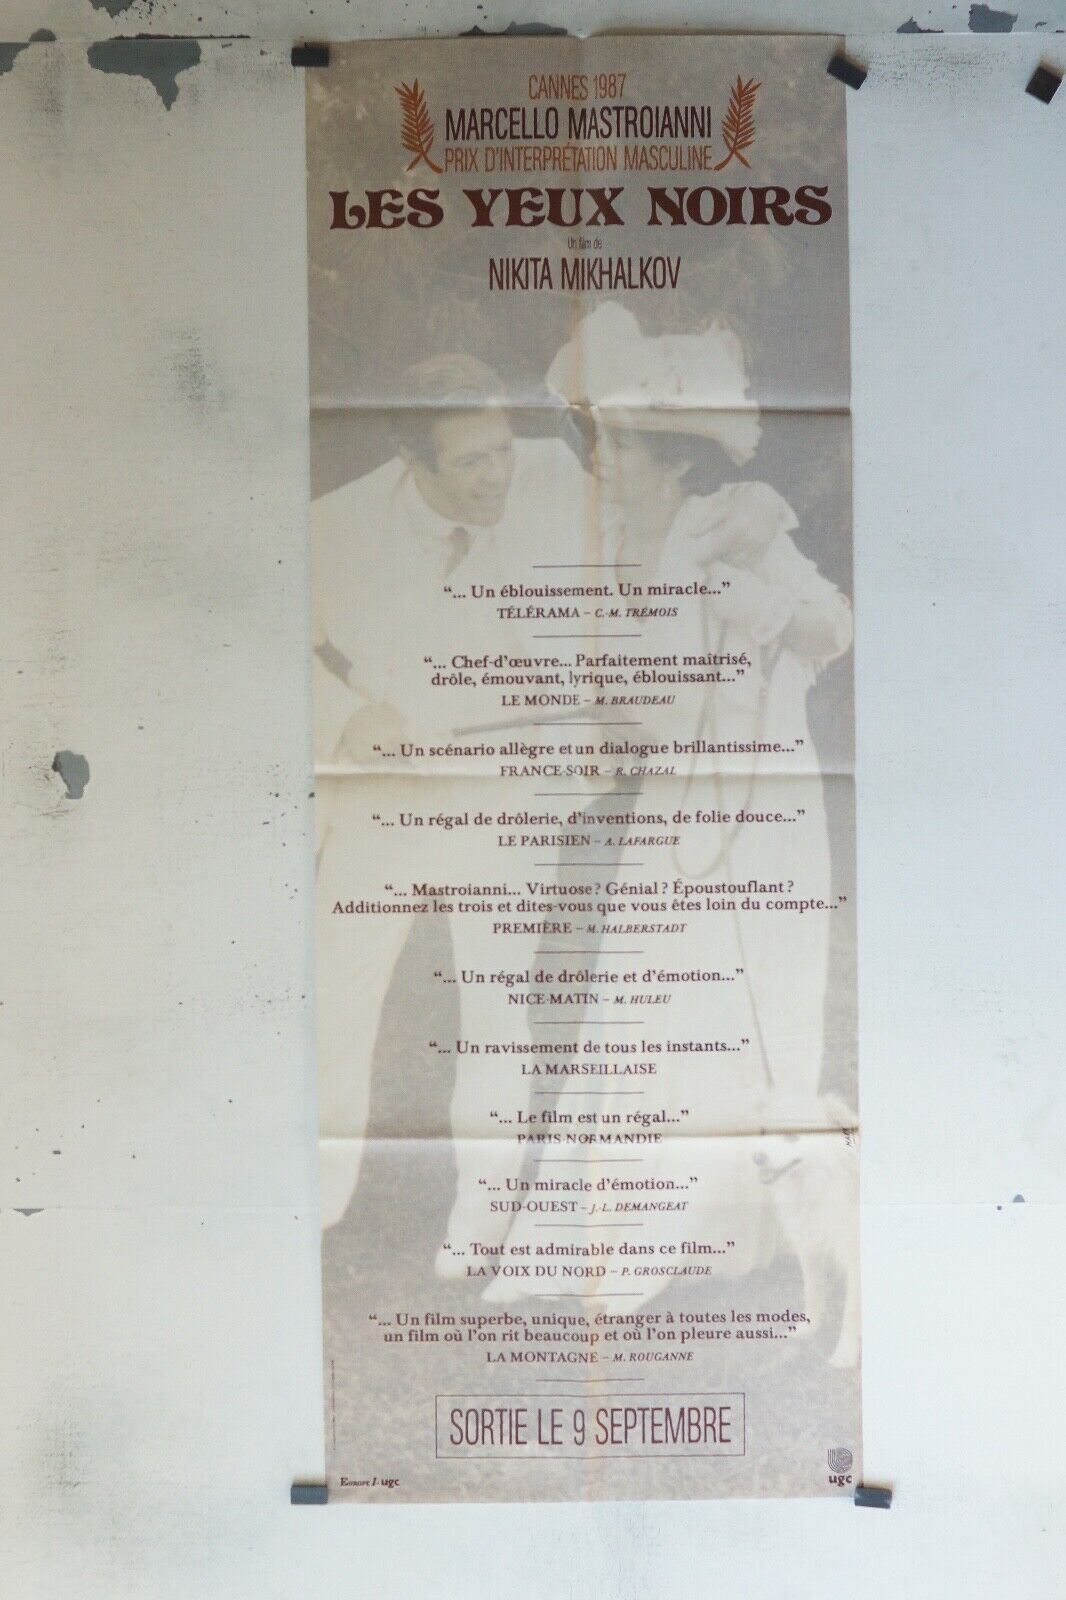 CANNES 1987
MARCELLO MASTROIANNI
PRIX D'INTERPRÉTATION MASCULINE
LES YEUX NOIRS
Un film de
NIKITA MIKHALKOV
“... Un éblouissement. Un miracle...”
TÉLÉRAMA – C.-M. TRÉMOIS
“... Chef-d'œuvre... Parfaitement maîtrisé,
drôle, émouvant, lyrique, éblouissant...”
LE MONDE – M. BRAUDEAU
“... Un scénario allègre et un dialogue brillantissime...”
FRANCE-SOIR – R. CHAZAL
“... Un régal de drôlerie, d'inventions, de folie douce...”
LE PARISIEN – A. LAFARGUE
“... Mastroianni... Virtuose ? Génial ? Époustouflant ?
Additionnez les trois et dites-vous que vous êtes loin du compte...”
PREMIÈRE – M. HALBERSTADT
“... Un régal de drôlerie et d'émotion...”
NICE-MATIN – M. HULEU
“... Un ravissement de tous les instants...”
LA MARSEILLAISE
“... Le film est un régal...”
PARIS-NORMANDIE
“... Un miracle d'émotion...”
SUD-OUEST – J.-L. DEMANGEAT
“... Tout est admirable dans ce film...”
LA VOIX DU NORD – P. GROSCLAUDE
“... Un film superbe, unique, étranger à toutes les modes,
un film où l'on rit beaucoup et où l'on pleure aussi...”
LA MONTAGNE – M. ROUGANNE
SORTIE LE 9 SEPTEMBRE
EUROPE 1 - ugc
ugc